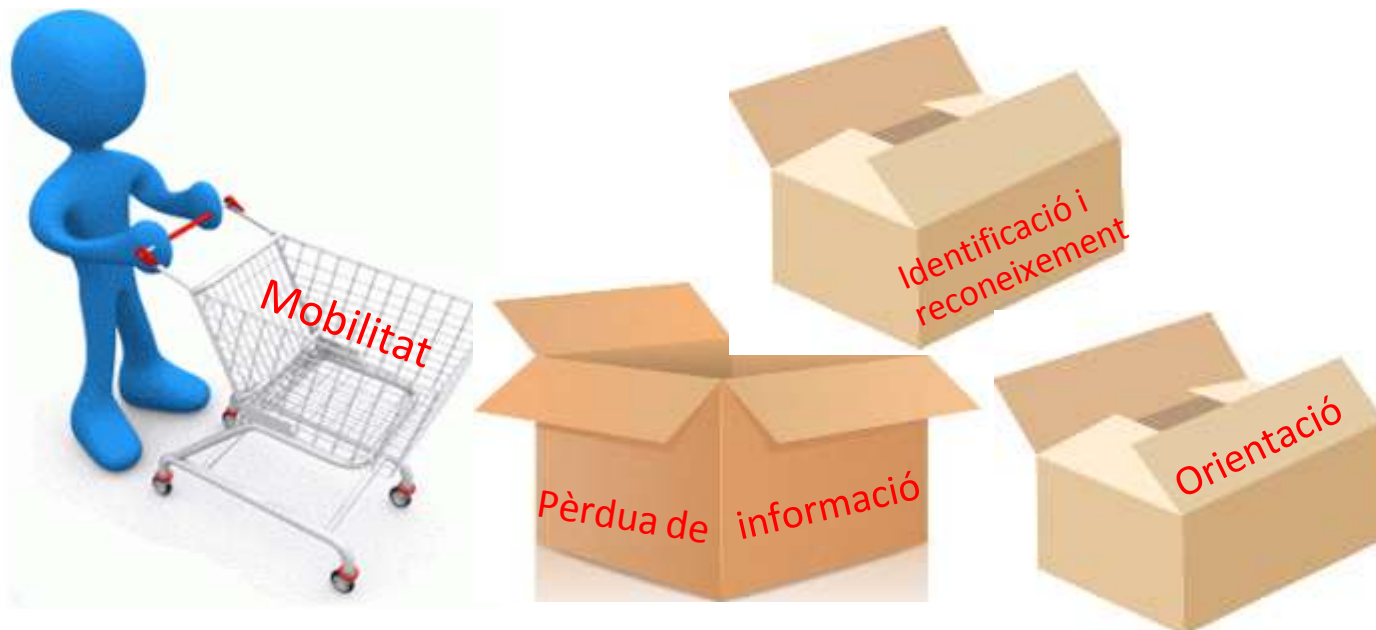 Mobilitat
Pèrdua de informació
Identificació i
reconeixement
Orientació